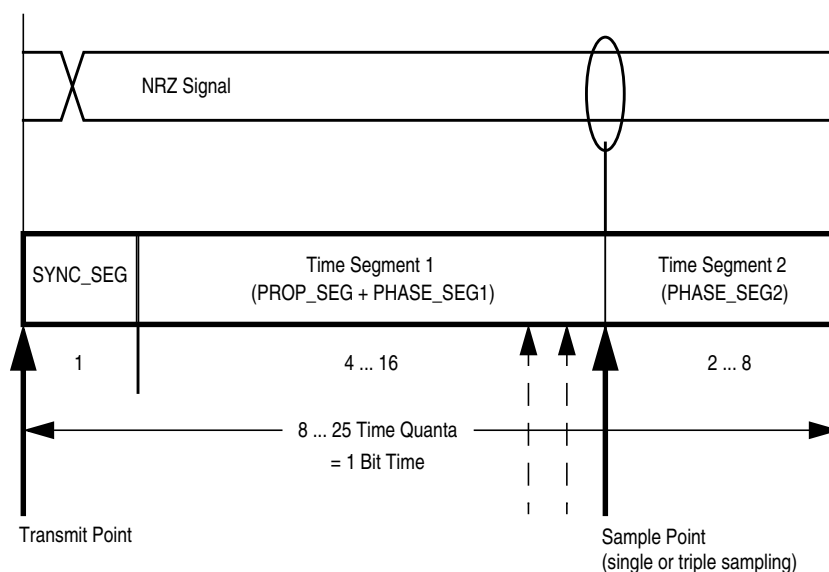 NRZ Signal
SYNC_SEG
Time Segment 1
(PROP_SEG + PHASE_SEG1)
Time Segment 2
(PHASE_SEG2)
1
4 ... 16
2 ... 8
8 ... 25 Time Quanta
= 1 Bit Time
Transmit Point
Sample Point
(single or triple sampling)